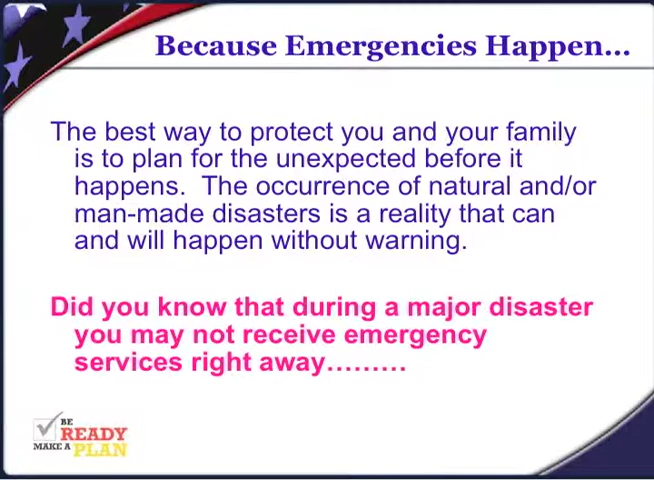 Because Emergencies Happen...
The best way to protect you and your family
is to plan for the unexpected before it
happens.  The occurrence of natural and/or
man-made disasters is a reality that can
and will happen without warning.
Did you know that during a major disaster
you may not receive emergency
services right away………
BE
READY
MAKE A PLAN